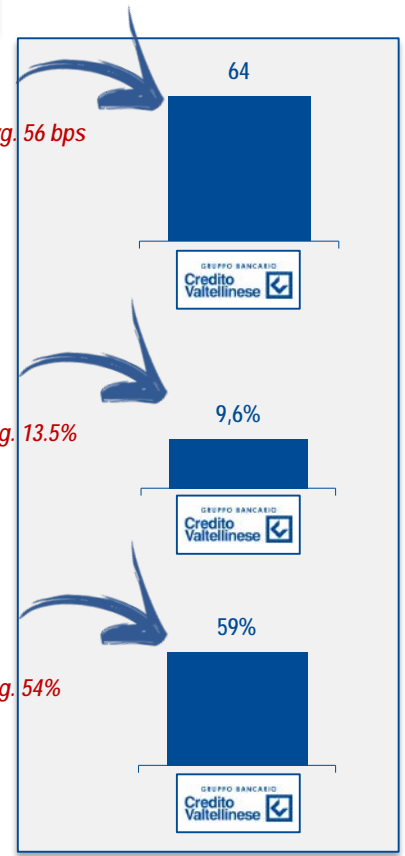 64
g. 56 bps
GRUPPO BANCARIO
Credito
Valtellinese
9,6%
g. 13.5%
GRUPPO BANCARIO
Credito
Valtellinese
59%
g. 54%
GRUPPO BANCARIO
Credito
Valtellinese